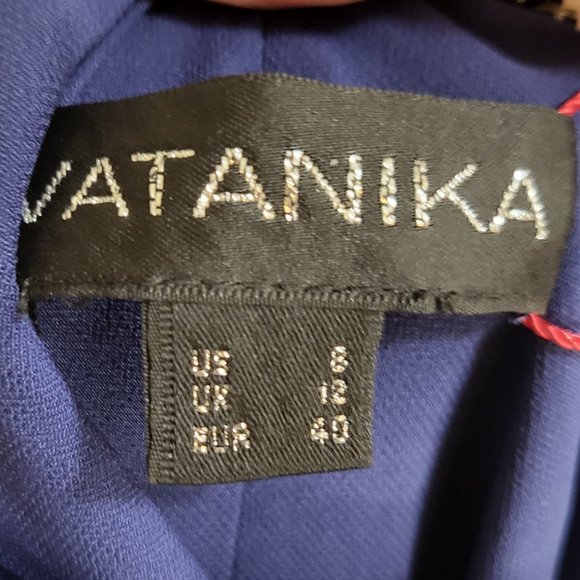 VATANIKA
US 8
UK 12
EUR 40